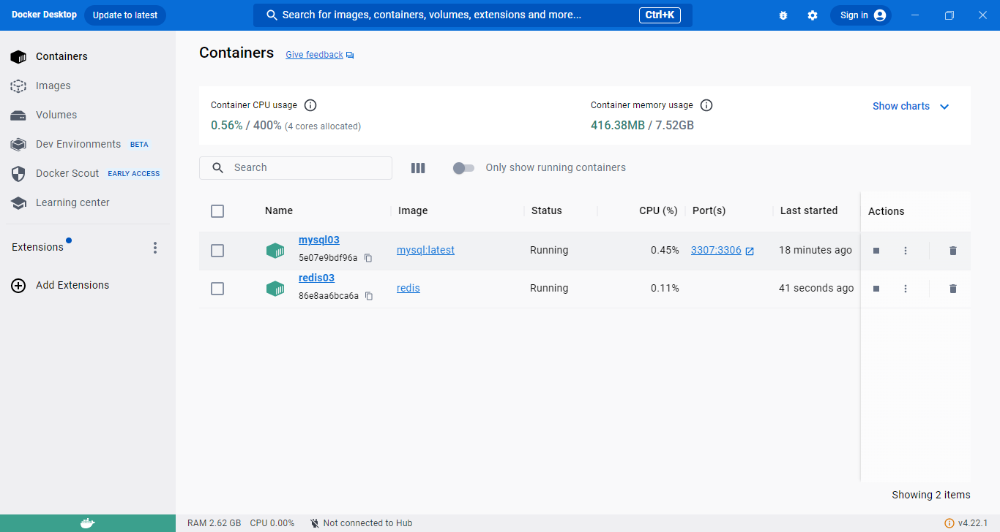 Docker Desktop Update to latest Search for images, containers, volumes, extensions and more... Ctrl+K Sign in
Containers
Images
Volumes
Dev Environments BETA
Docker Scout EARLY ACCESS
Learning center
Extensions
Add Extensions
Containers Give feedback
Container CPU usage
0.56% / 400% (4 cores allocated)
Container memory usage
416.38MB / 7.52GB
Show charts
Search Only show running containers
Name Image Status CPU (%) Port(s) Last started Actions
mysql03
5e07e9bdf96a
mysql:latest Running 0.45% 3307:3306 18 minutes ago
redis03
86e8aa6bca6a
redis Running 0.11% 41 seconds ago
Showing 2 items
RAM 2.62 GB CPU 0.00% Not connected to Hub v4.22.1